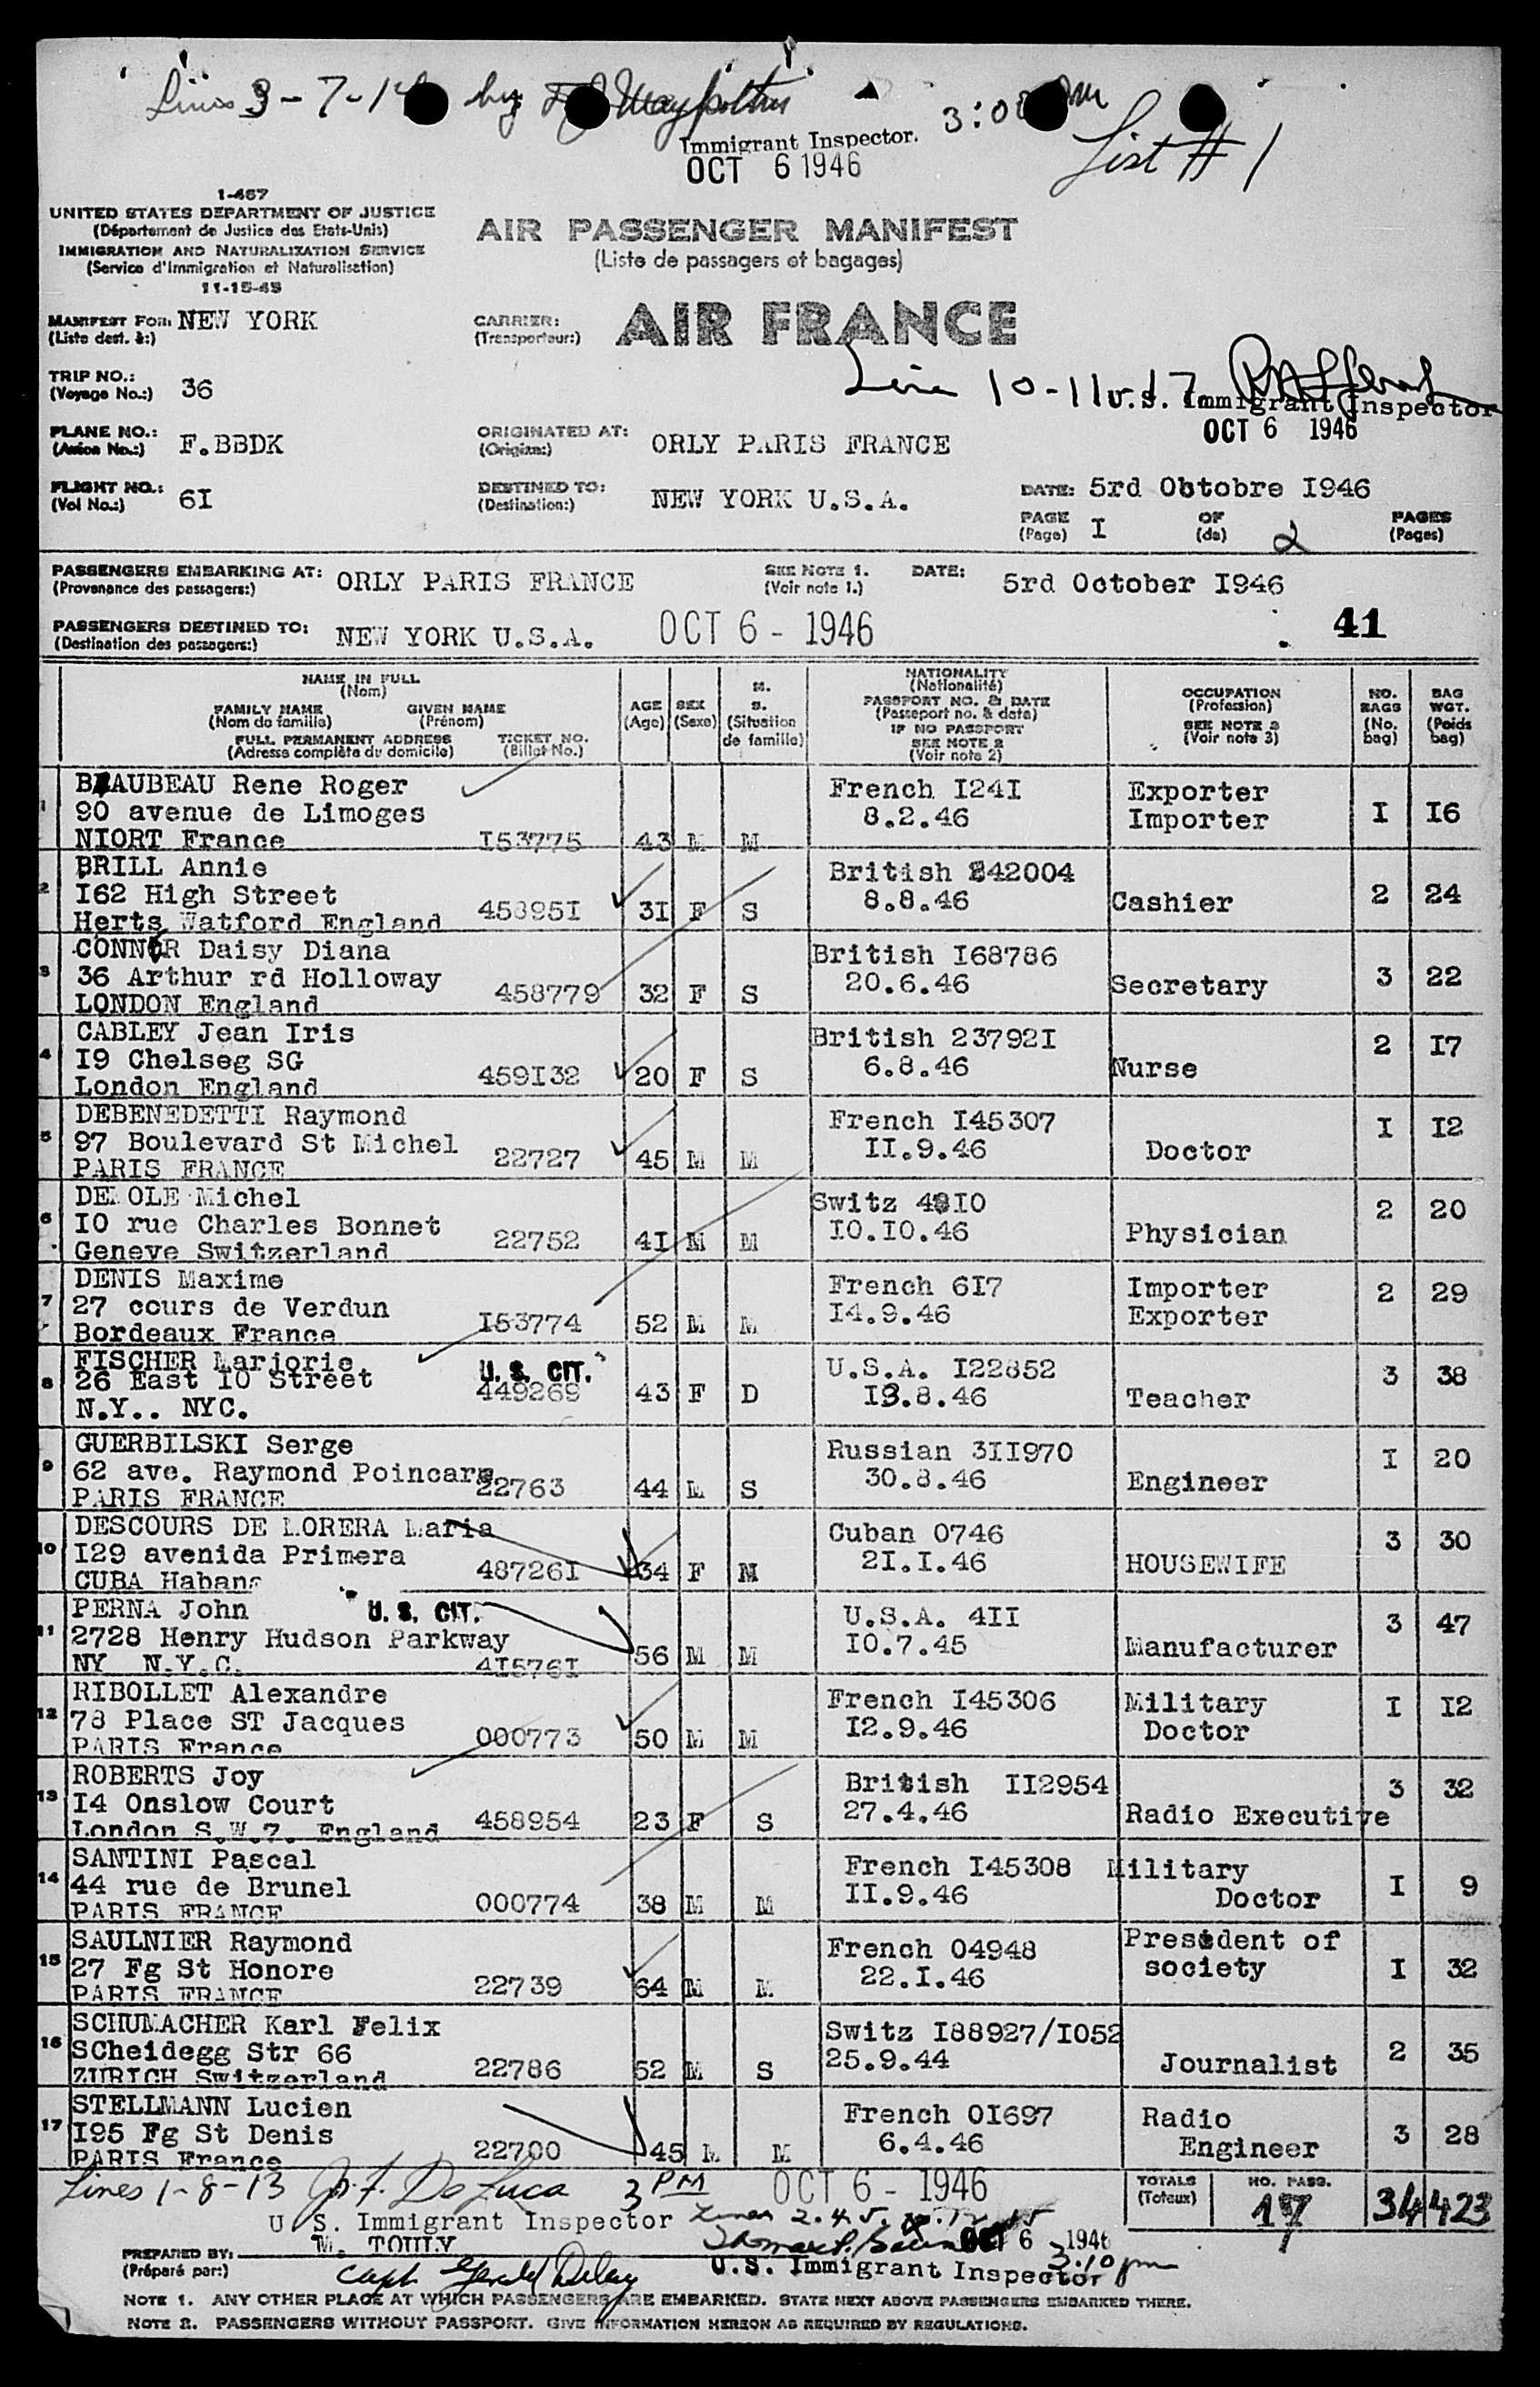 Lines 3 - 7 - 14 by
3:00 PM
List # 1
Immigrant Inspector.
OCT 6 1946
I-467
UNITED STATES DEPARTMENT OF JUSTICE
(Département de Justice des Etats-Unis)
IMMIGRATION AND NATURALIZATION SERVICE
(Service d'Immigration et Naturalisation)
11-15-45
AIR PASSENGER MANIFEST
(Liste de passagers et bagages)
MANIFEST FOR: NEW YORK
(Liste dest. à:)
CARRIER: AIR FRANCE
(Transporteur:)
Line 10-11 & 17
U.S. Immigrant Inspector
OCT 6 1946
TRIP NO.: 36
(Voyage No.:)
PLANE NO.: F.BBDK
(Avion No.:)
ORIGINATED AT: ORLY PARIS FRANCE
(Origine:)
FLIGHT NO.: 6I
(Vol No.:)
DESTINED TO: NEW YORK U.S.A.
(Destination:)
DATE: 5rd Obtobre I946
PAGE I OF 2 PAGES
(Page) (de) (Pages)
PASSENGERS EMBARKING AT: ORLY PARIS FRANCE
(Provenance des passagers:)
SEE NOTE 1.
(Voir note 1.)
DATE: 5rd October I946
PASSENGERS DESTINED TO: NEW YORK U.S.A. OCT 6 - 1946 41
(Destination des passagers:)
NAME IN FULL
(Nom)
FAMILY NAME GIVEN NAME
(Nom de famille) (Prénom)
FULL PERMANENT ADDRESS TICKET NO.
(Adresse complète du domicile) (Billet No.)
AGE
(Age)
SEX
(Sexe)
M.
S.
(Situation
de famille)
NATIONALITY
(Nationalité)
PASSPORT NO. & DATE
(Passeport no. & date)
IF NO PASSPORT
SEE NOTE 2
(Voir note 2)
OCCUPATION
(Profession)
SEE NOTE 3
(Voir note 3)
NO.
BAGS
(No.
bag)
BAG
WGT.
(Poids
bag)
1 BEAUBEAU Rene Roger French I24I Exporter
90 avenue de Limoges 8.2.46 Importer I I6
NIORT France I53775 43 M M
2 BRILL Annie British 842004
I62 High Street 8.8.46 Cashier 2 24
Herts Watford England 45895I 3I F S
3 CONNOR Daisy Diana British I68786
36 Arthur rd Holloway 20.6.46 Secretary 3 22
LONDON England 458779 32 F S
4 CABLEY Jean Iris British 23792I 2 I7
I9 Chelseg SG 6.8.46 Nurse
London England 459I32 20 F S
5 DEBENEDETTI Raymond French I45307 I I2
97 Boulevard St Michel II.9.46 Doctor
PARIS FRANCE 22727 45 M M
6 DEMOLE Michel Switz 4810 2 20
I0 rue Charles Bonnet I0.I0.46 Physician
Geneve Switzerland 22752 4I M M
7 DENIS Maxime French 6I7 Importer 2 29
27 cours de Verdun I4.9.46 Exporter
Bordeaux France I53774 52 M M
8 FISCHER Marjorie U. S. CIT. U.S.A. I22852 3 38
26 East I0 Street 449269 43 F D I3.8.46 Teacher
N.Y.. NYC.
9 GUERBILSKI Serge Russian 3II970 I 20
62 ave. Raymond Poincare 30.8.46 Engineer
PARIS FRANCE 22763 44 M S
10 DESCOURS DE MORERA Maria Cuban 0746 3 30
I29 avenida Primera 2I.I.46 HOUSEWIFE
CUBA Habana 48726I 34 F M
11 PERNA John U. S. CIT. U.S.A. 4II 3 47
2728 Henry Hudson Parkway I0.7.45 Manufacturer
NY N.Y.C. 4I576I 56 M M
12 RIBOLLET Alexandre French I45306 Military I I2
78 Place ST Jacques I2.9.46 Doctor
PARIS France 000773 50 M M
13 ROBERTS Joy British II2954 3 32
I4 Onslow Court 27.4.46 Radio Executive
London S.W.7. England 458954 23 F S
14 SANTINI Pascal French I45308 Military
44 rue de Brunel II.9.46 Doctor I 9
PARIS FRANCE 000774 38 M M
15 SAULNIER Raymond French 04948 President of
27 Fg St Honore 22.I.46 society I 32
PARIS FRANCE 22739 64 M M
16 SCHUMACHER Karl Felix Switz I88927/I052
SCheidegg Str 66 25.9.44 Journalist 2 35
ZURICH Switzerland 22786 52 M S
17 STELLMANN Lucien French 0I697 Radio
I95 Fg St Denis 6.4.46 Engineer 3 28
PARIS France 22700 45 M M
Lines 1-8-13 J. F. De Luca 3 PM OCT 6 - 1946
TOTALS
(Totaux)
NO. PASS.
17 34 423
U. S. Immigrant Inspector
Lines 2. 4. 5. 12 15
OCT 6 1946
3:10 pm
U.S. Immigrant Inspector
PREPARED BY: M. TOULY
(Préparé par:)
Capt Gerald Delay
NOTE 1. ANY OTHER PLACE AT WHICH PASSENGERS ARE EMBARKED. STATE NEXT ABOVE PASSENGERS EMBARKED THERE.
NOTE 2. PASSENGERS WITHOUT PASSPORT. GIVE INFORMATION HEREON AS REQUIRED BY REGULATIONS.